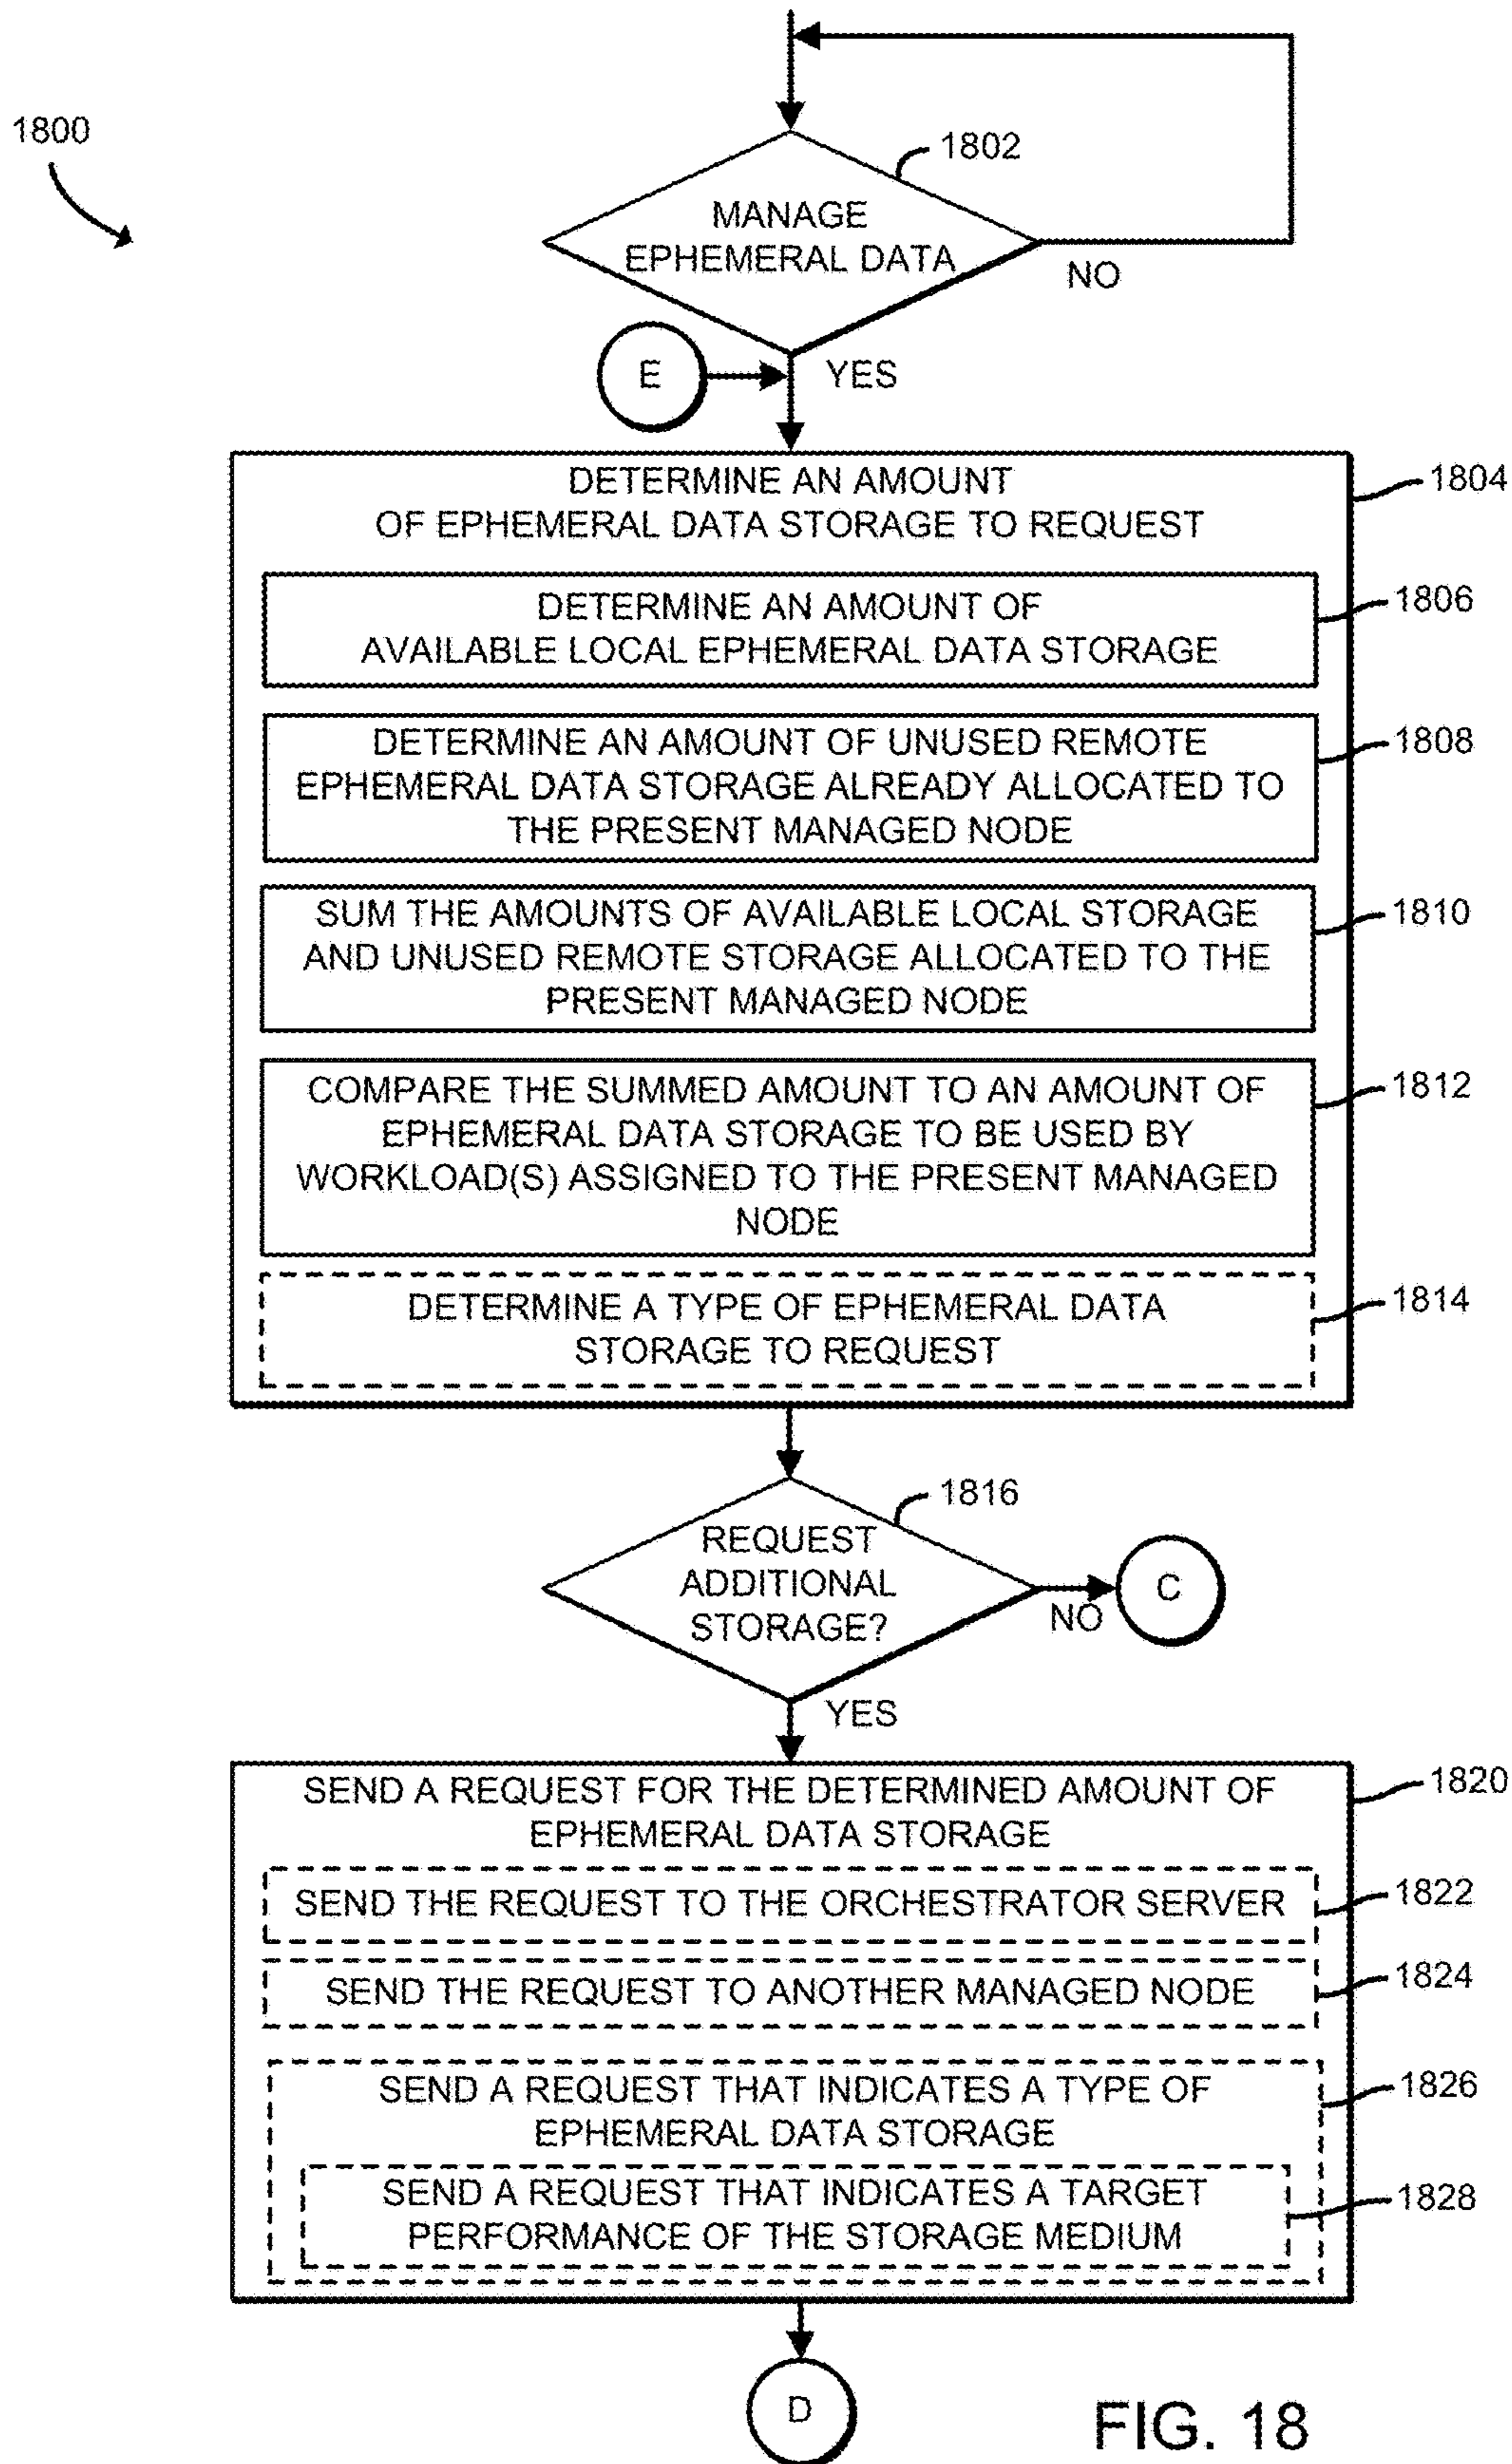 1800
1802
MANAGE
EPHEMERAL DATA
NO
E
YES
DETERMINE AN AMOUNT
OF EPHEMERAL DATA STORAGE TO REQUEST
1804
DETERMINE AN AMOUNT OF
AVAILABLE LOCAL EPHEMERAL DATA STORAGE
1806
DETERMINE AN AMOUNT OF UNUSED REMOTE
EPHEMERAL DATA STORAGE ALREADY ALLOCATED TO
THE PRESENT MANAGED NODE
1808
SUM THE AMOUNTS OF AVAILABLE LOCAL STORAGE
AND UNUSED REMOTE STORAGE ALLOCATED TO THE
PRESENT MANAGED NODE
1810
COMPARE THE SUMMED AMOUNT TO AN AMOUNT OF
EPHEMERAL DATA STORAGE TO BE USED BY
WORKLOAD(S) ASSIGNED TO THE PRESENT MANAGED
NODE
1812
DETERMINE A TYPE OF EPHEMERAL DATA
STORAGE TO REQUEST
1814
1816
REQUEST
ADDITIONAL
STORAGE?
NO
C
YES
SEND A REQUEST FOR THE DETERMINED AMOUNT OF
EPHEMERAL DATA STORAGE
1820
SEND THE REQUEST TO THE ORCHESTRATOR SERVER
1822
SEND THE REQUEST TO ANOTHER MANAGED NODE
1824
SEND A REQUEST THAT INDICATES A TYPE OF
EPHEMERAL DATA STORAGE
1826
SEND A REQUEST THAT INDICATES A TARGET
PERFORMANCE OF THE STORAGE MEDIUM
1828
D
FIG. 18